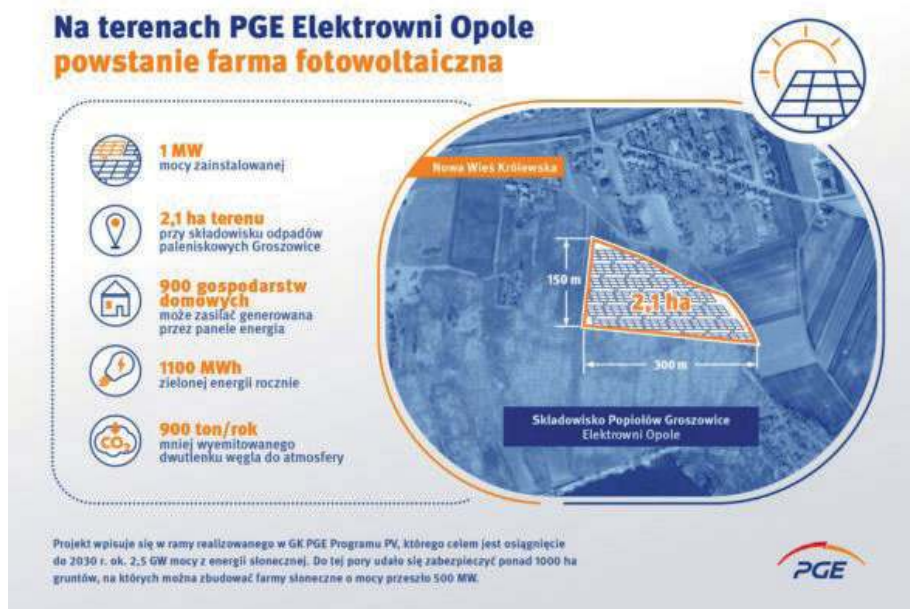 Na terenach PGE Elektrowni Opole
powstanie farma fotowoltaiczna
1 MW
mocy zainstalowanej
2,1 ha terenu
przy składowisku odpadów
paleniskowych Groszowice
900 gospodarstw
domowych
może zasilać generowana
przez panele energia
1100 MWh
zielonej energii rocznie
CO2
900 ton/rok
mniej wyemitowanego
dwutlenku węgla do atmosfery
Nowa Wieś Królewska
150 m
2,1 ha
300 m
Składowisko Popiołów Groszowice
Elektrowni Opole
Projekt wpisuje się w ramy realizowanego w GK PGE Programu PV, którego celem jest osiągnięcie
do 2030 r. ok. 2,5 GW mocy z energii słonecznej. Do tej pory udało się zabezpieczyć ponad 1000 ha
gruntów, na których można zbudować farmy słoneczne o mocy przeszło 500 MW.
PGE